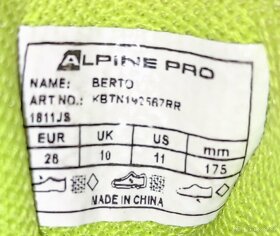 ALPINE PRO
NAME: BERTO
ART NO.: KBTN192567RR
1811JS
EUR UK US mm
26 10 11 175
MADE IN CHINA